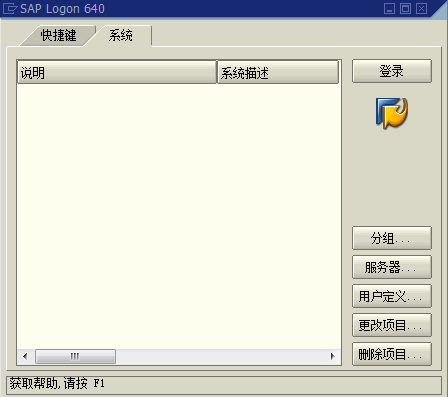 SAP Logon 640
快捷键 系统
说明 系统描述
登录
分组...
服务器...
用户定义...
更改项目...
删除项目...
获取帮助,请按 F1